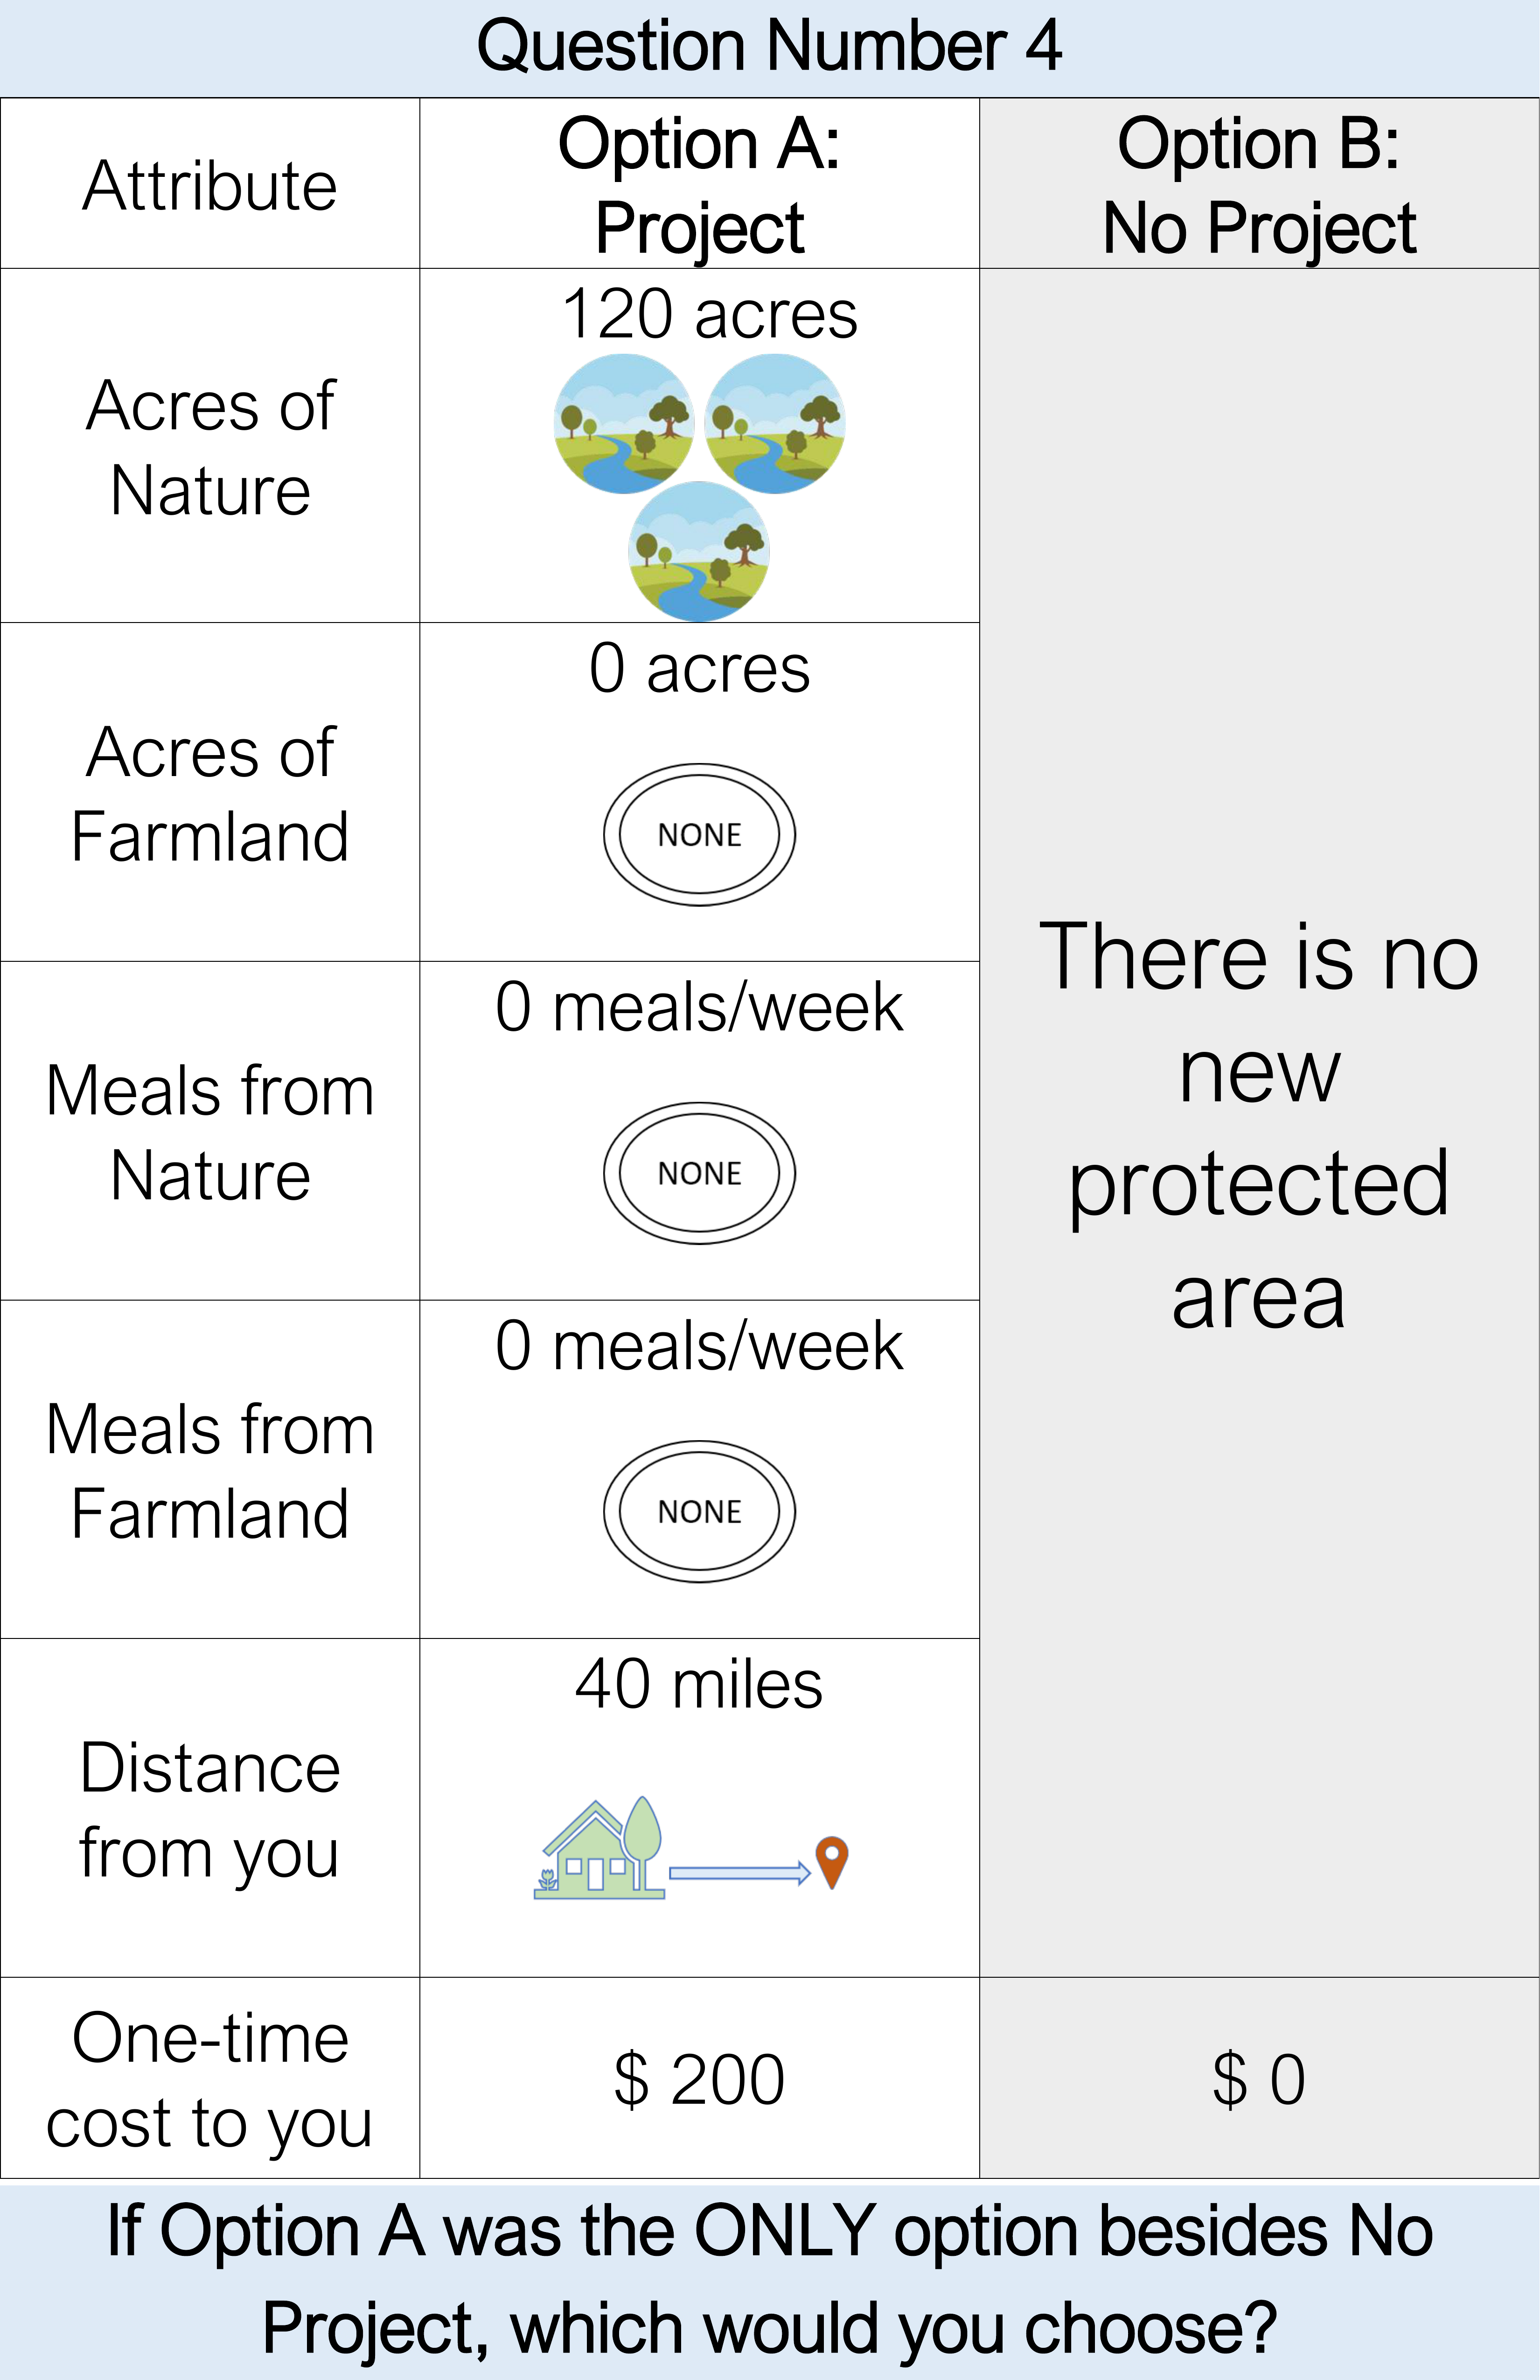 Question Number 4
Attribute
Option A:
Project
Option B:
No Project
Acres of
Nature
120 acres
Acres of
Farmland
0 acres
NONE
Meals from
Nature
0 meals/week
NONE
Meals from
Farmland
0 meals/week
NONE
Distance
from you
40 miles
There is no
new
protected
area
One-time
cost to you
$ 200
$ 0
If Option A was the ONLY option besides No
Project, which would you choose?